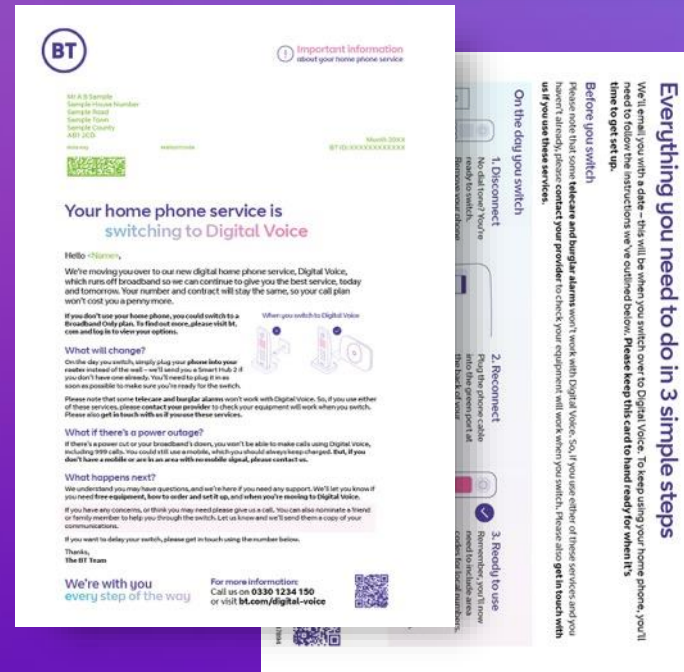 BT
Important information
about your home phone service
Mr A B Sample
Sample House Number
Sample Road
Sample Town
Sample County
AB1 2CD
Month 20XX
BT ID: XXXXXXXXXXXX
Your home phone service is
switching to Digital Voice
Hello <Name>,
We're moving you over to our new digital home phone service, Digital Voice,
which runs off broadband so we can continue to give you the best service, today
and tomorrow. Your number and contract will stay the same, so your call plan
won't cost you a penny more.
If you don't use your home phone, you could switch to a
Broadband Only plan. To find out more, please visit bt.
com and log in to view your options.
When you switch to Digital Voice
What will change?
On the day you switch, simply plug your phone into your
router instead of the wall – we'll send you a Smart Hub 2 if
you don't have one already. You'll need to plug it in as
soon as possible to make sure you're ready for the switch.
Please note that some telecare and burglar alarms won't work with Digital Voice. So, if you use either
of these services, please contact your provider to check your equipment will work when you switch.
Please also get in touch with us if you use these services.
What if there's a power outage?
If there's a power cut or your broadband's down, you won't be able to make calls using Digital Voice,
including 999 calls. You could still use a mobile, which you should always keep charged. But, if you
don't have a mobile or are in an area with no mobile signal, please contact us.
What happens next?
We understand you may have questions, and we're here if you need any support. We'll let you know if
you need free equipment, how to order and set it up, and when you're moving to Digital Voice.
If you have any concerns, or think you may need please give us a call. You can also nominate a friend
or family member to help you through the switch. Let us know and we'll send them a copy of your
communications.
If you want to delay your switch, please get in touch using the number below.
Thanks,
The BT Team
We're with you
every step of the way
For more information:
Call us on 0330 1234 150
or visit bt.com/digital-voice
Everything you need to do in 3 simple steps
We'll email you with a date – this will be when you switch over to Digital Voice. To keep using your home phone, you'll
need to follow the instructions we've outlined below. Please keep this card to hand ready for when it's
time to get set up.
Before you switch
Please note that some telecare and burglar alarms won't work with Digital Voice. So, if you use either of these services and you
haven't already, please contact your provider to check your equipment will work when you switch. Please also get in touch with
us if you use these services.
On the day you switch
1. Disconnect
No dial tone? You're
ready to switch.
Remove your phone
2. Reconnect
Plug the phone cable
into the green port at
the back of your
3. Ready to use
Remember, you'll now
need to include area
codes for local numbers.